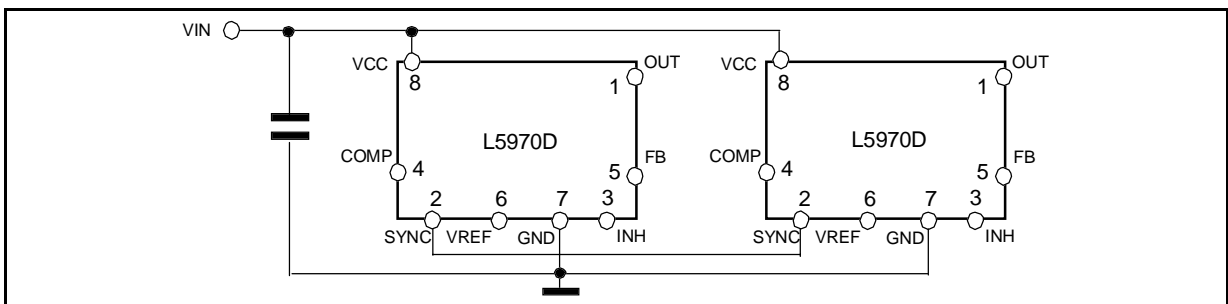 VIN
VCC 8 OUT 1 VCC 8 OUT 1
L5970D L5970D
COMP 4 FB 5 COMP 4 FB 5
2 6 7 3 2 6 7 3
SYNC VREF GND INH SYNC VREF GND INH